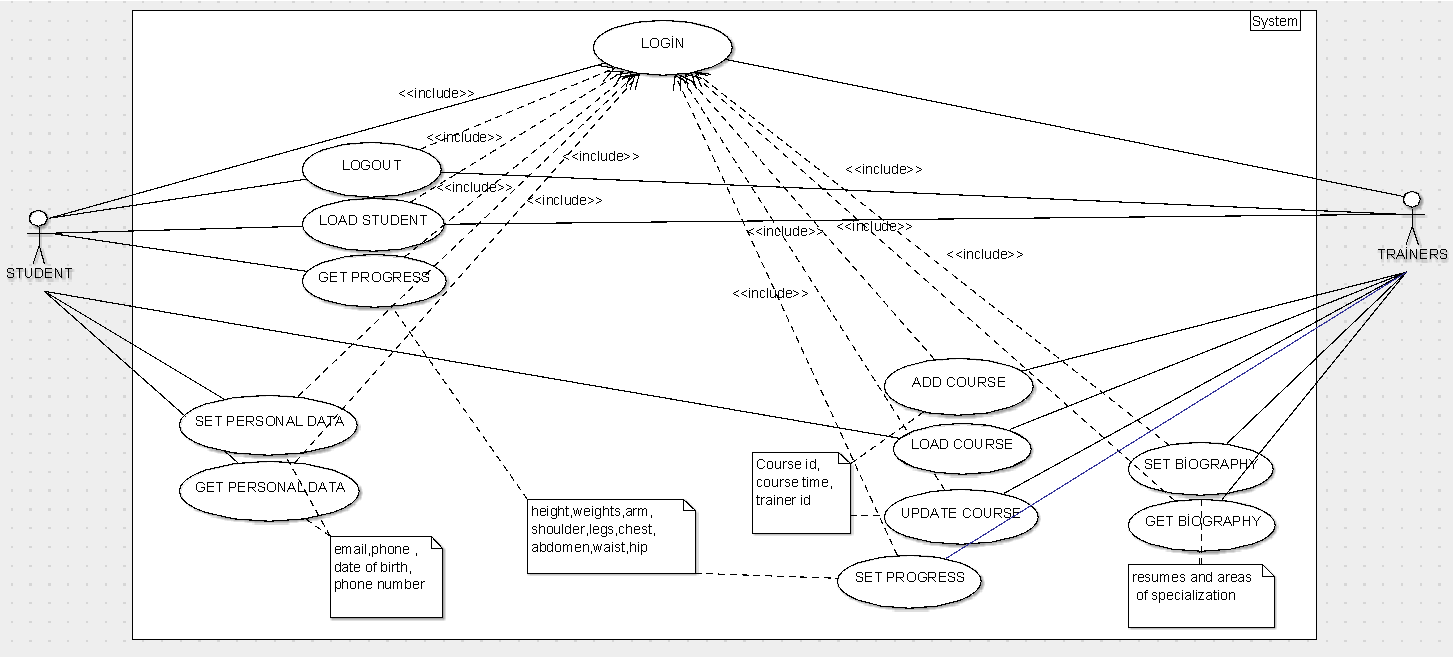 System
LOGİN
<<include>>
<<include>>
<<include>>
LOGOUT
<<include>>
<<include>>
<<include>>
LOAD STUDENT
<<include>>
<<include>>
<<include>>
STUDENT
TRAINERS
GET PROGRESS
<<include>>
ADD COURSE
SET PERSONAL DATA
LOAD COURSE
Course id,
course time,
trainer id
SET BİOGRAPHY
GET PERSONAL DATA
height,weights,arm,
shoulder,legs,chest,
abdomen,waist,hip
UPDATE COURSE
GET BİOGRAPHY
email,phone ,
date of birth,
phone number
SET PROGRESS
resumes and areas
of specialization